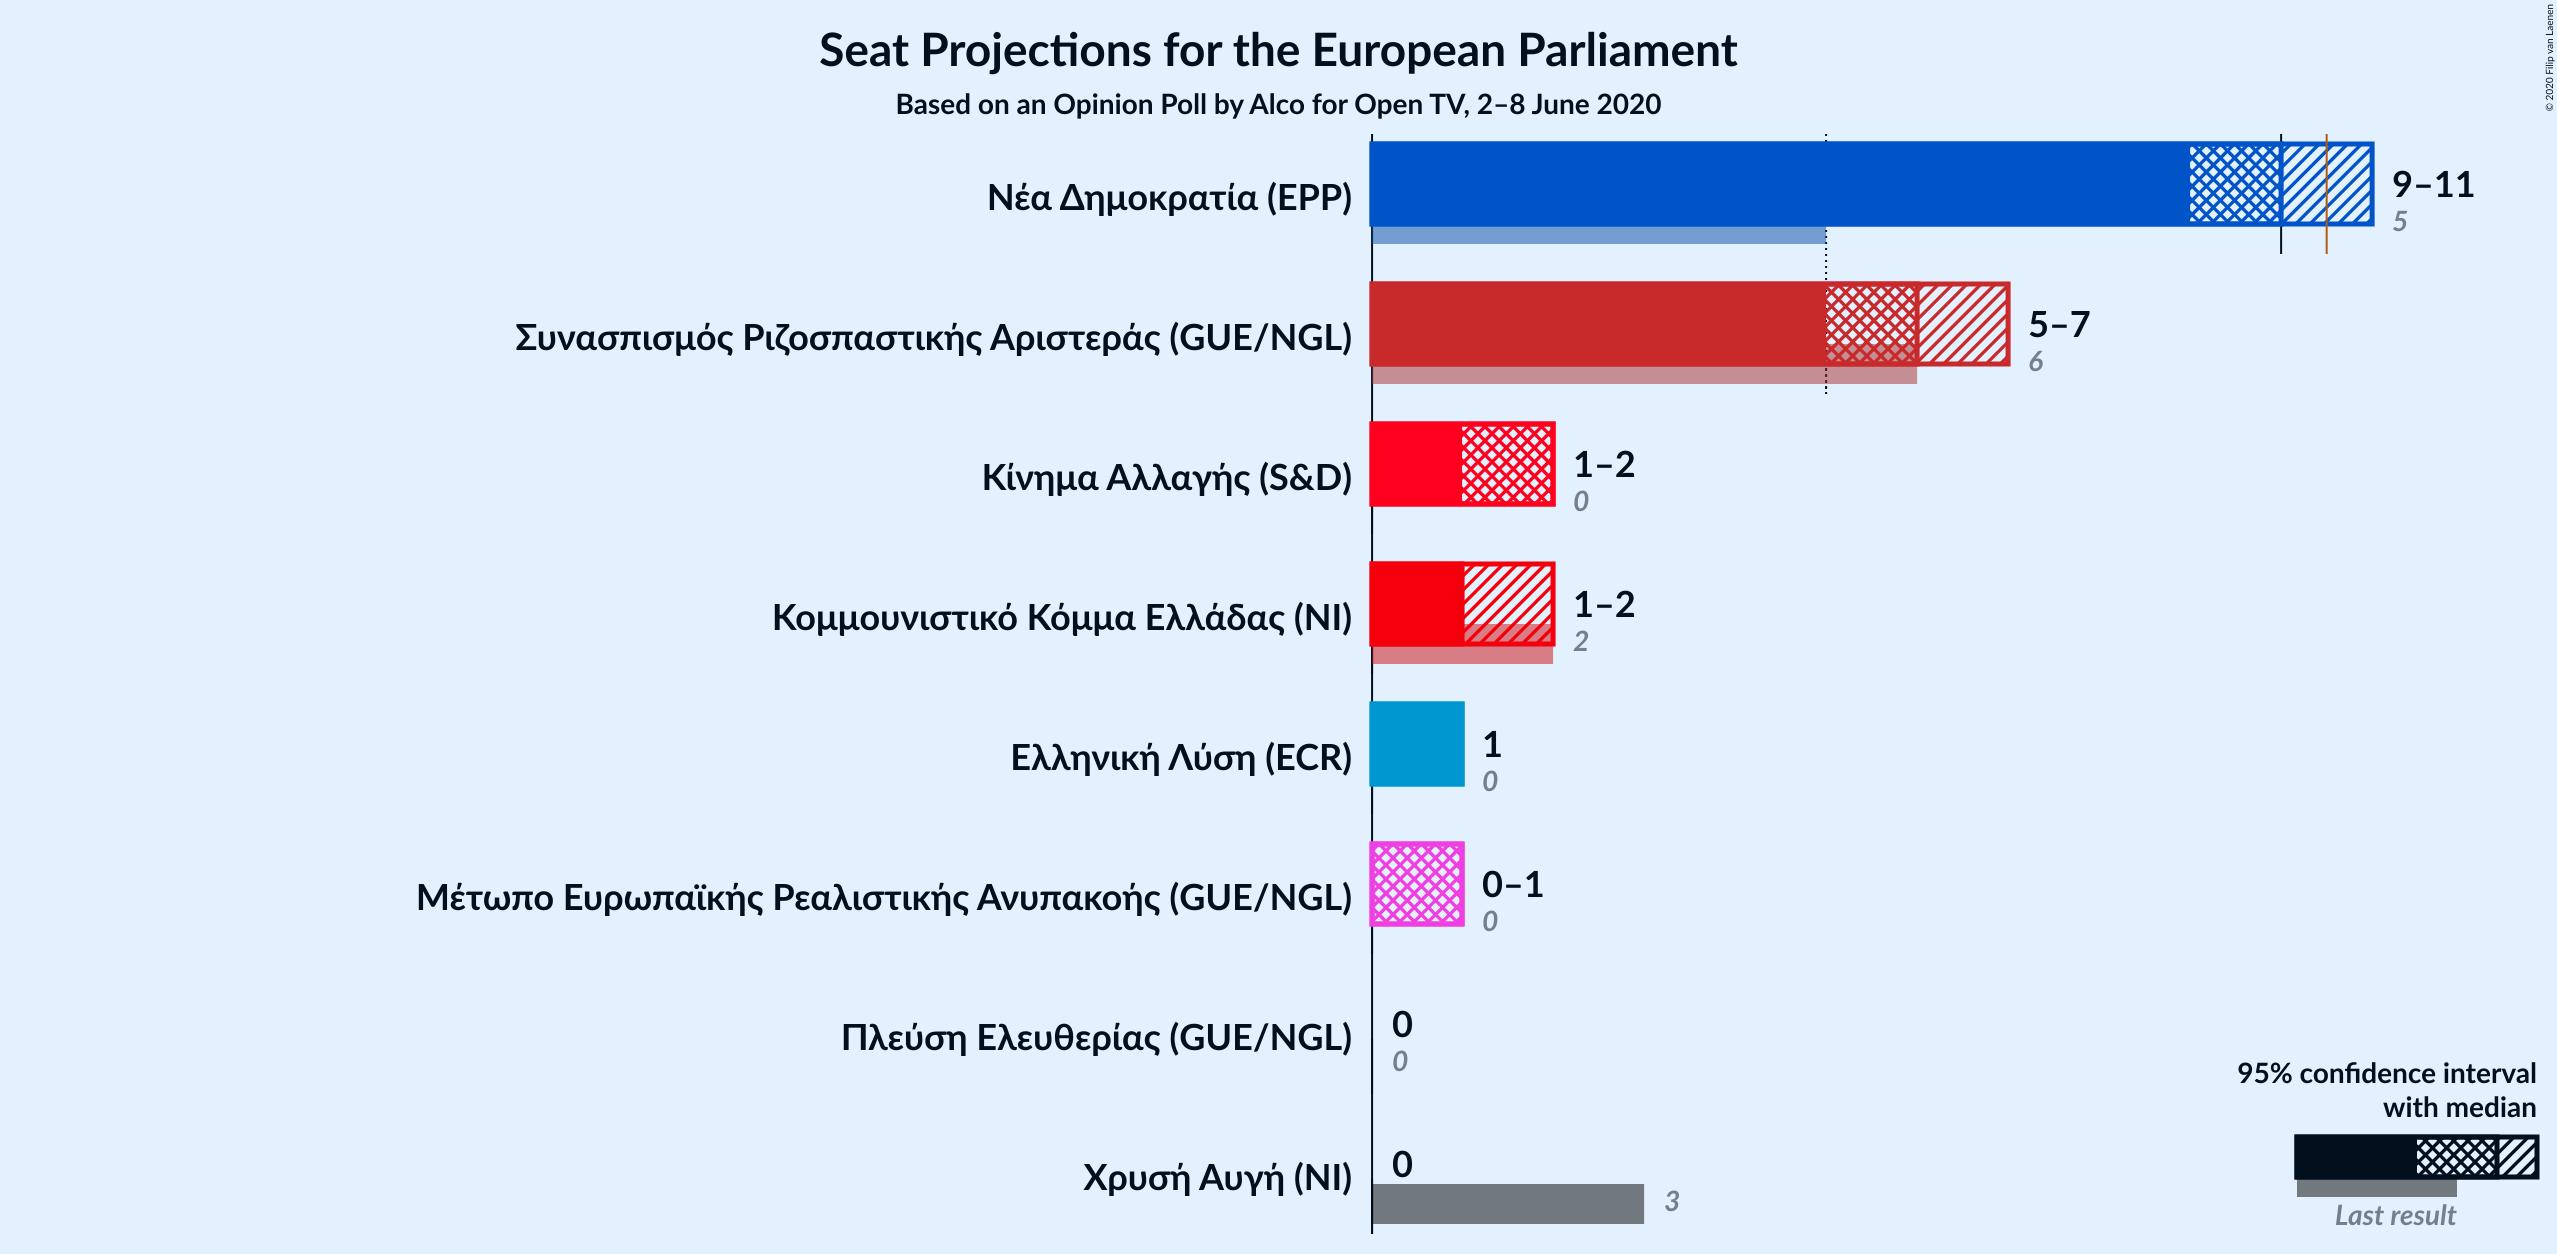 Seat Projections for the European Parliament
Based on an Opinion Poll by Alco for Open TV, 2–8 June 2020
© 2020 Filip van Laenen
Νέα Δημοκρατία (EPP)
9–11
5
Συνασπισμός Ριζοσπαστικής Αριστεράς (GUE/NGL)
5–7
6
Κίνημα Αλλαγής (S&D)
1–2
0
Κομμουνιστικό Κόμμα Ελλάδας (NI)
1–2
2
Ελληνική Λύση (ECR)
1
0
Μέτωπο Ευρωπαϊκής Ρεαλιστικής Ανυπακοής (GUE/NGL)
0–1
0
Πλεύση Ελευθερίας (GUE/NGL)
0
0
Χρυσή Αυγή (NI)
0
3
95% confidence interval
with median
Last result